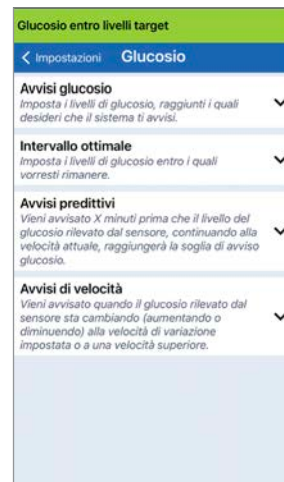 Glucosio entro livelli target
Impostazioni Glucosio
Avvisi glucosio
Imposta i livelli di glucosio, raggiunti i quali
desideri che il sistema ti avvisi.
Intervallo ottimale
Imposta i livelli di glucosio entro i quali
vorresti rimanere.
Avvisi predittivi
Vieni avvisato X minuti prima che il livello del
glucosio rilevato dal sensore, continuando alla
velocità attuale, raggiungerà la soglia di avviso
glucosio.
Avvisi di velocità
Vieni avvisato quando il glucosio rilevato dal
sensore sta cambiando (aumentando o
diminuendo) alla velocità di variazione
impostata o a una velocità superiore.